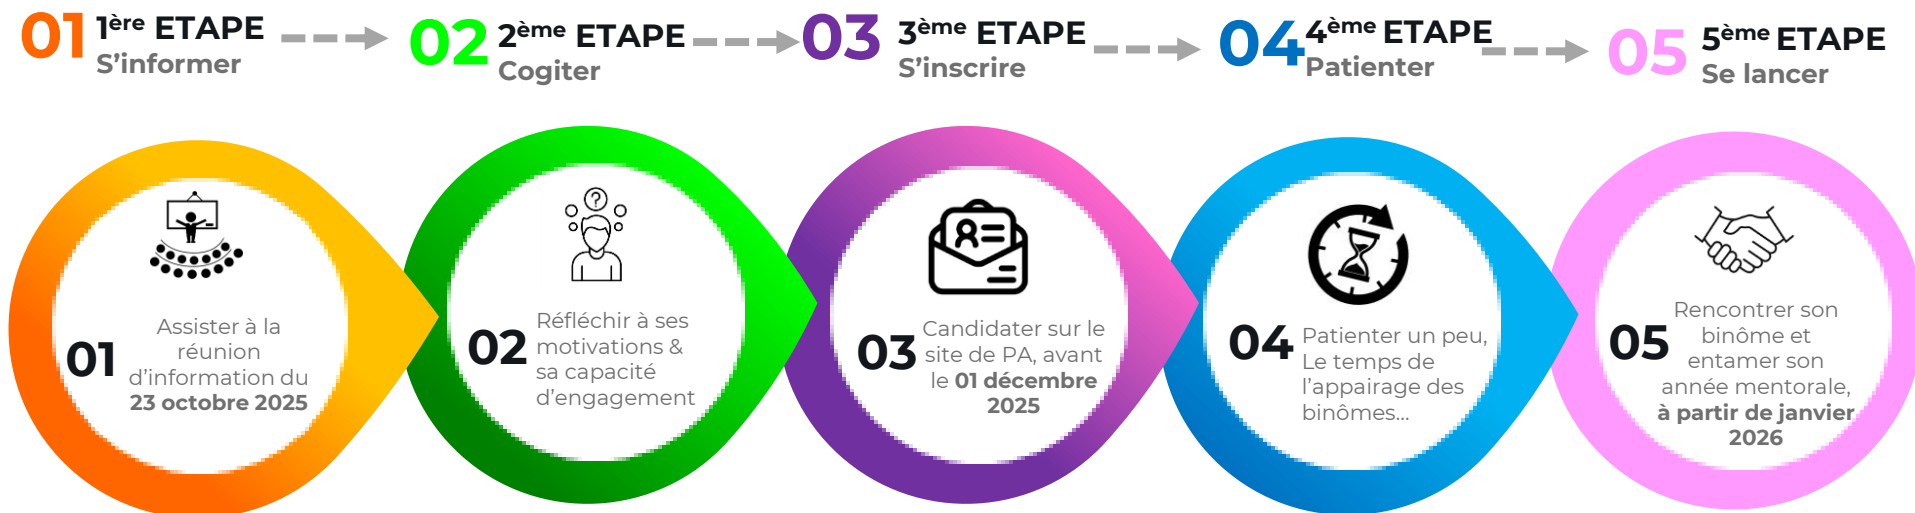 01 1ère ETAPE
S'informer
02 2ème ETAPE
Cogiter
03 3ème ETAPE
S'inscrire
04 4ème ETAPE
Patienter
05 5ème ETAPE
Se lancer
01
Assister à la
réunion
d'information du
23 octobre 2025
?
02
Réfléchir à ses
motivations &
sa capacité
d'engagement
03
Candidater sur le
site de PA, avant
le 01 décembre
2025
04
Patienter un peu,
Le temps de
l'appairage des
binômes...
05
Rencontrer son
binôme et
entamer son
année mentorale,
à partir de janvier
2026